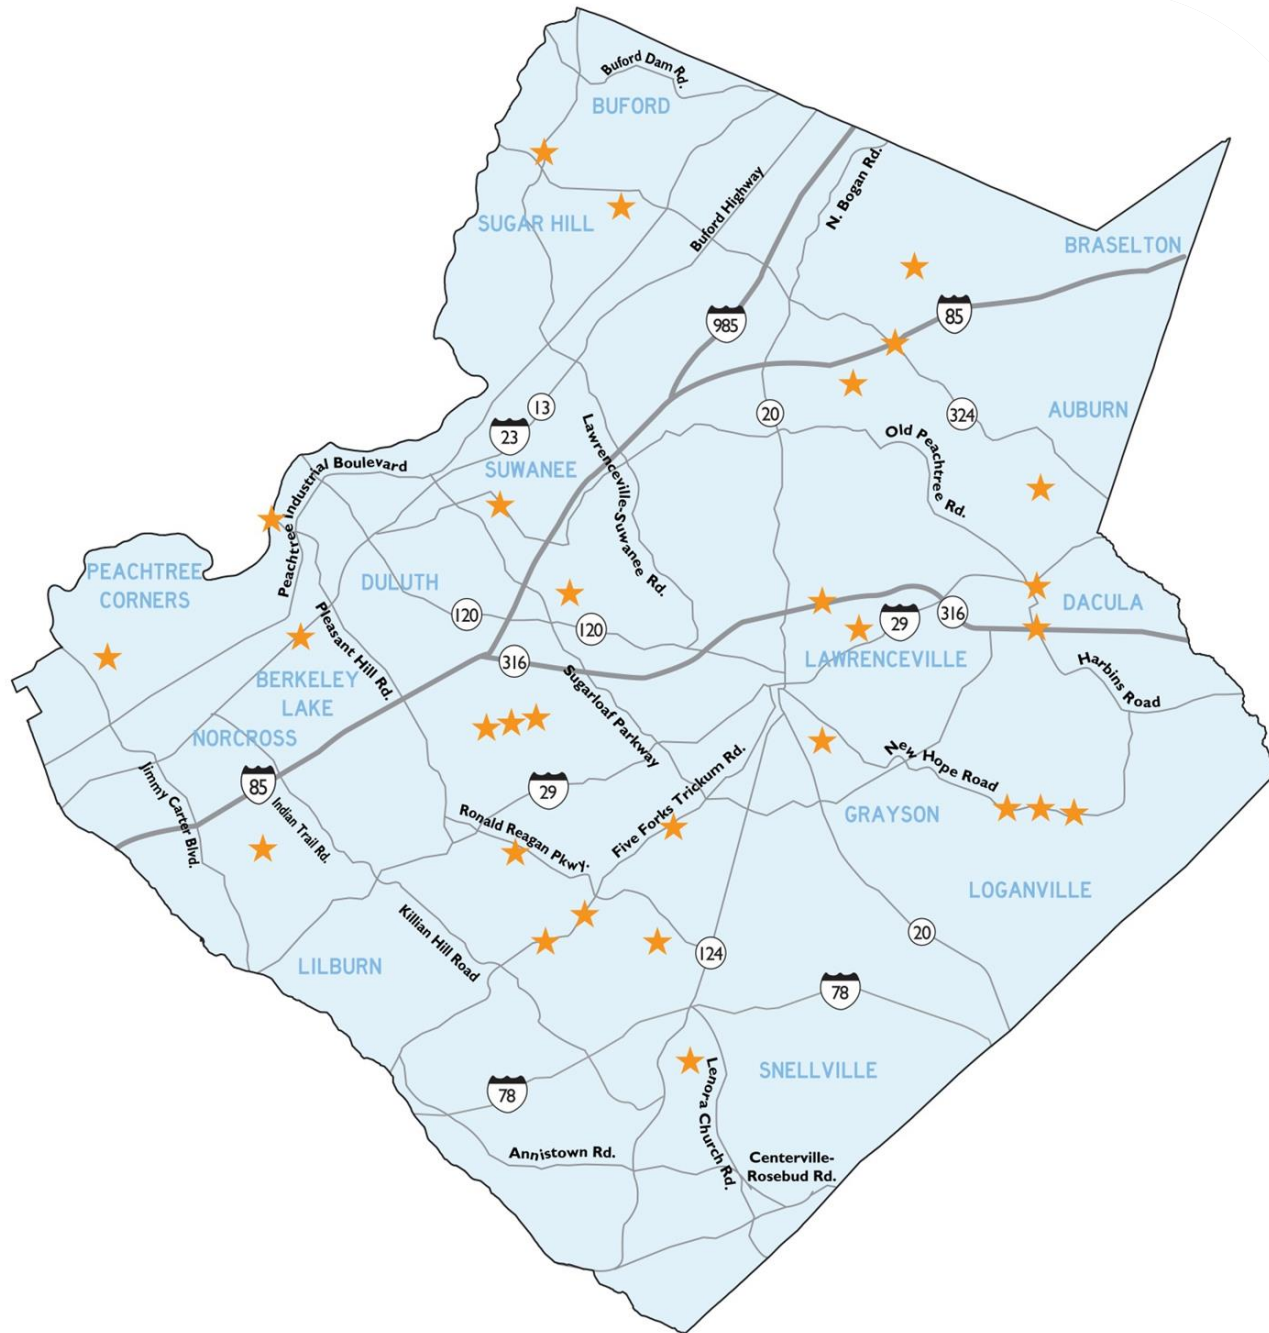 Buford Dam Rd.
BUFORD
N. Bogan Rd.
Buford Highway
SUGAR HILL
BRASELTON
985
85
13
20
324
AUBURN
23
Lawrenceville-Suwanee Rd.
Old Peachtree Rd.
SUWANEE
Peachtree Industrial Boulevard
PEACHTREE
CORNERS
DULUTH
DACULA
120
120
29
316
Pleasant Hill Rd.
316
LAWRENCEVILLE
Harbins Road
BERKELEY
LAKE
Sugarloaf Parkway
NORCROSS
New Hope Road
Jimmy Carter Blvd.
85
29
Indian Trail Rd.
Ronald Reagan Pkwy.
Five Forks Trickum Rd.
GRAYSON
LOGANVILLE
Killian Hill Road
20
124
LILBURN
78
SNELLVILLE
78
Lenora Church Rd.
Annistown Rd.
Centerville-
Rosebud Rd.